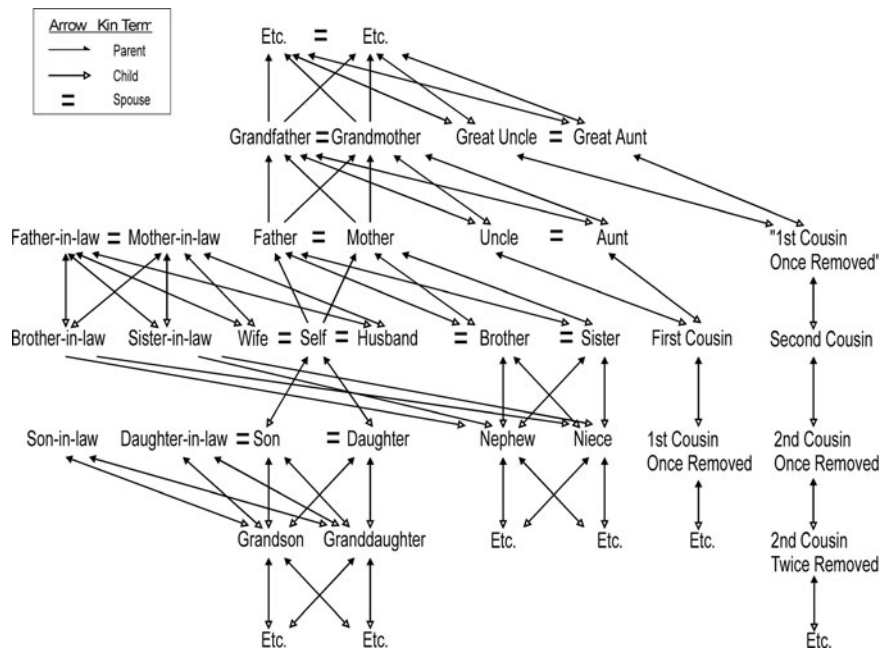 Arrow Kin Term
Parent
Child
= Spouse
Etc. = Etc.
Grandfather = Grandmother Great Uncle = Great Aunt
Father-in-law = Mother-in-law Father = Mother Uncle = Aunt "1st Cousin
Once Removed"
Brother-in-law Sister-in-law Wife = Self = Husband = Brother = Sister First Cousin Second Cousin
Son-in-law Daughter-in-law = Son = Daughter Nephew Niece 1st Cousin 2nd Cousin
Once Removed Once Removed
Grandson Granddaughter Etc. Etc. Etc. 2nd Cousin
Twice Removed
Etc. Etc. Etc.